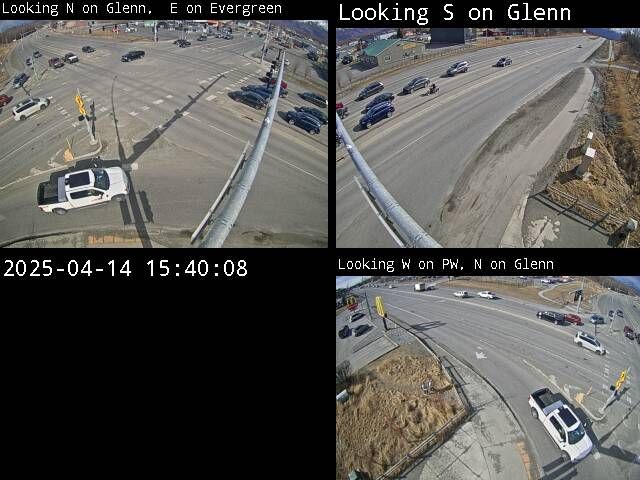 Looking N on Glenn, E on Evergreen
Looking S on Glenn
2025-04-14 15:40:08
Looking W on PW, N on Glenn